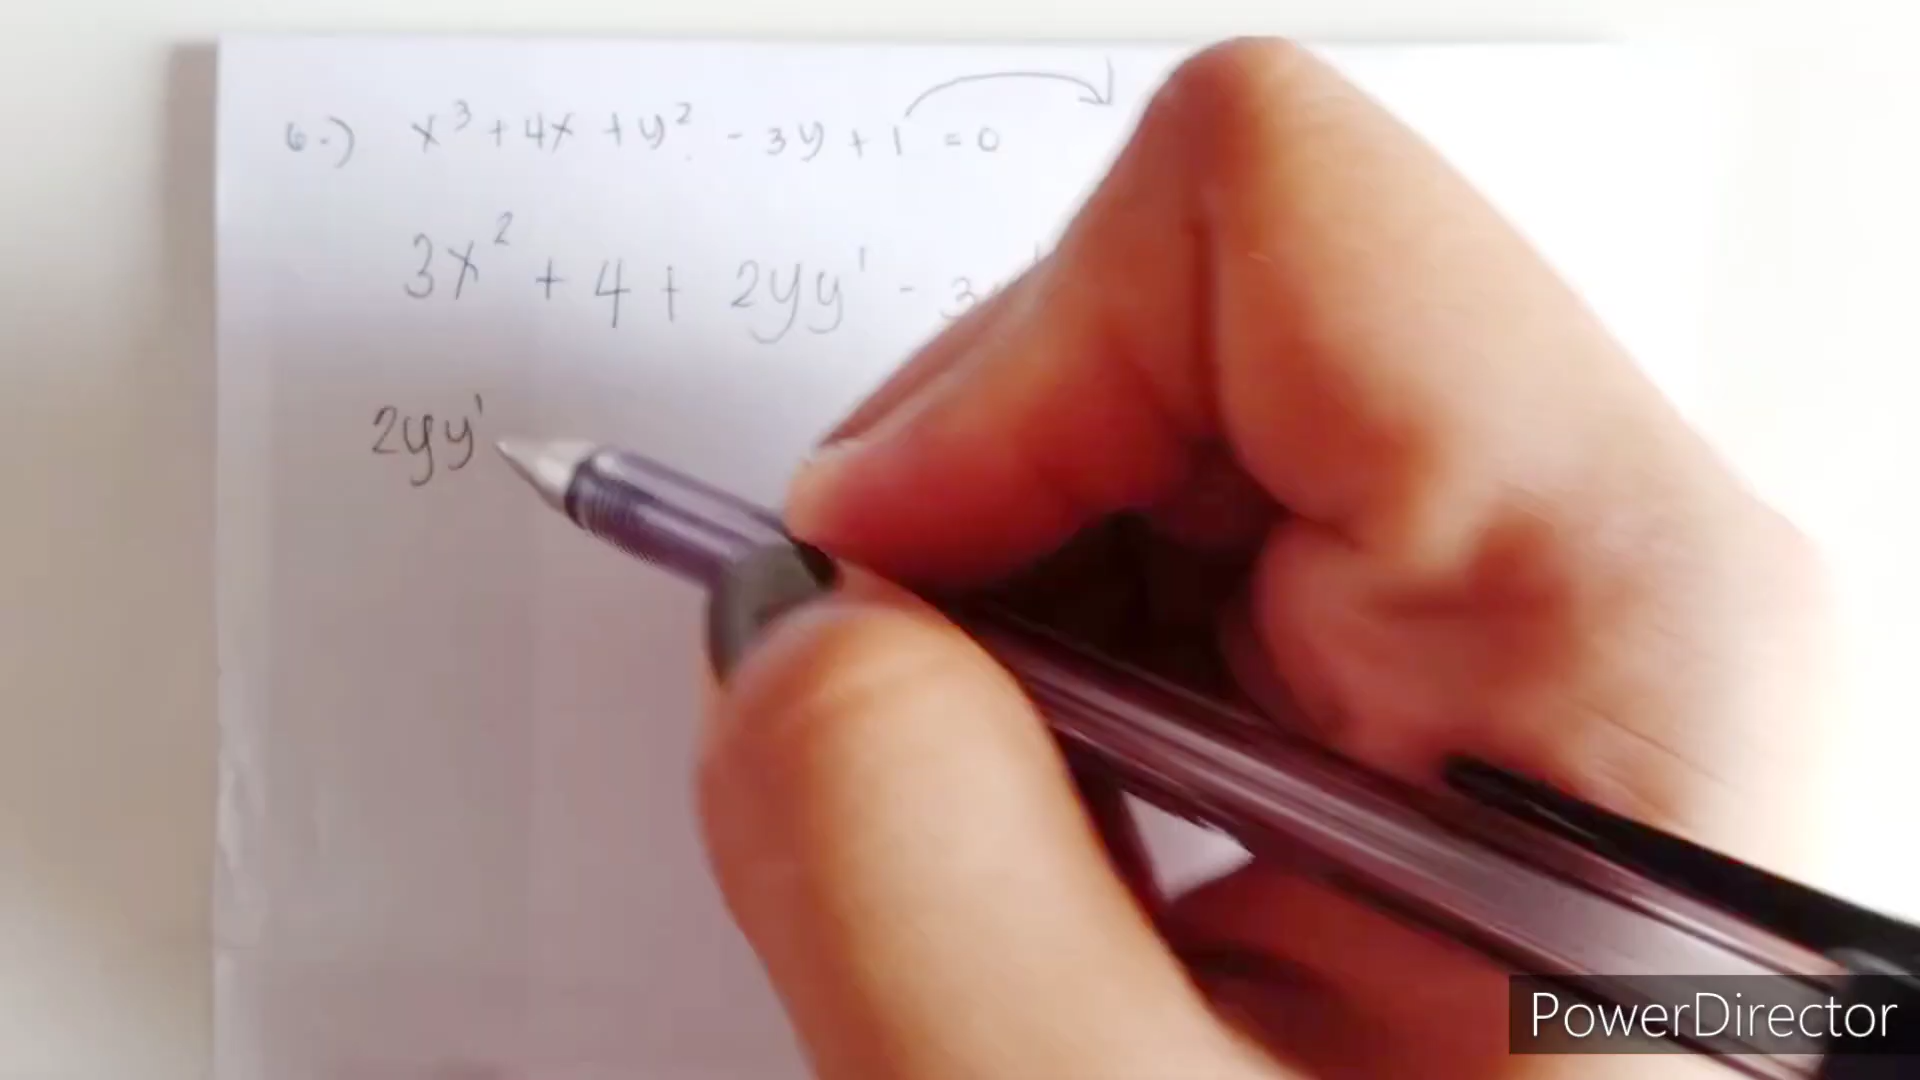 6.) x³ + 4x + y² - 3y + 1 = 0
3x² + 4 + 2yy' - 3
2yy'
PowerDirector